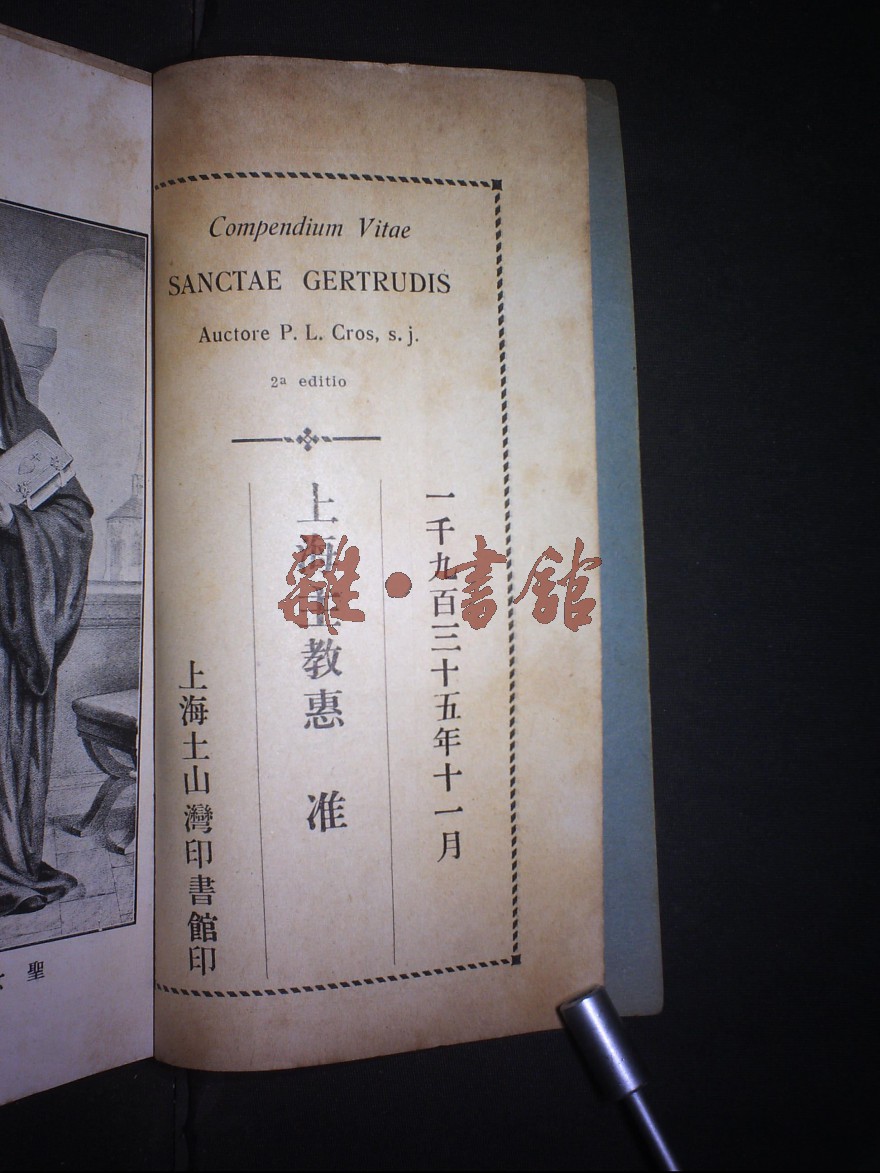 Compendium Vitae
SANCTAE GERTRUDIS
Auctore P. L. Cros, s. j.
2a editio
一千九百三十五年十一月
上海主教惠 准
上海土山灣印書館印
雜·書館
聖